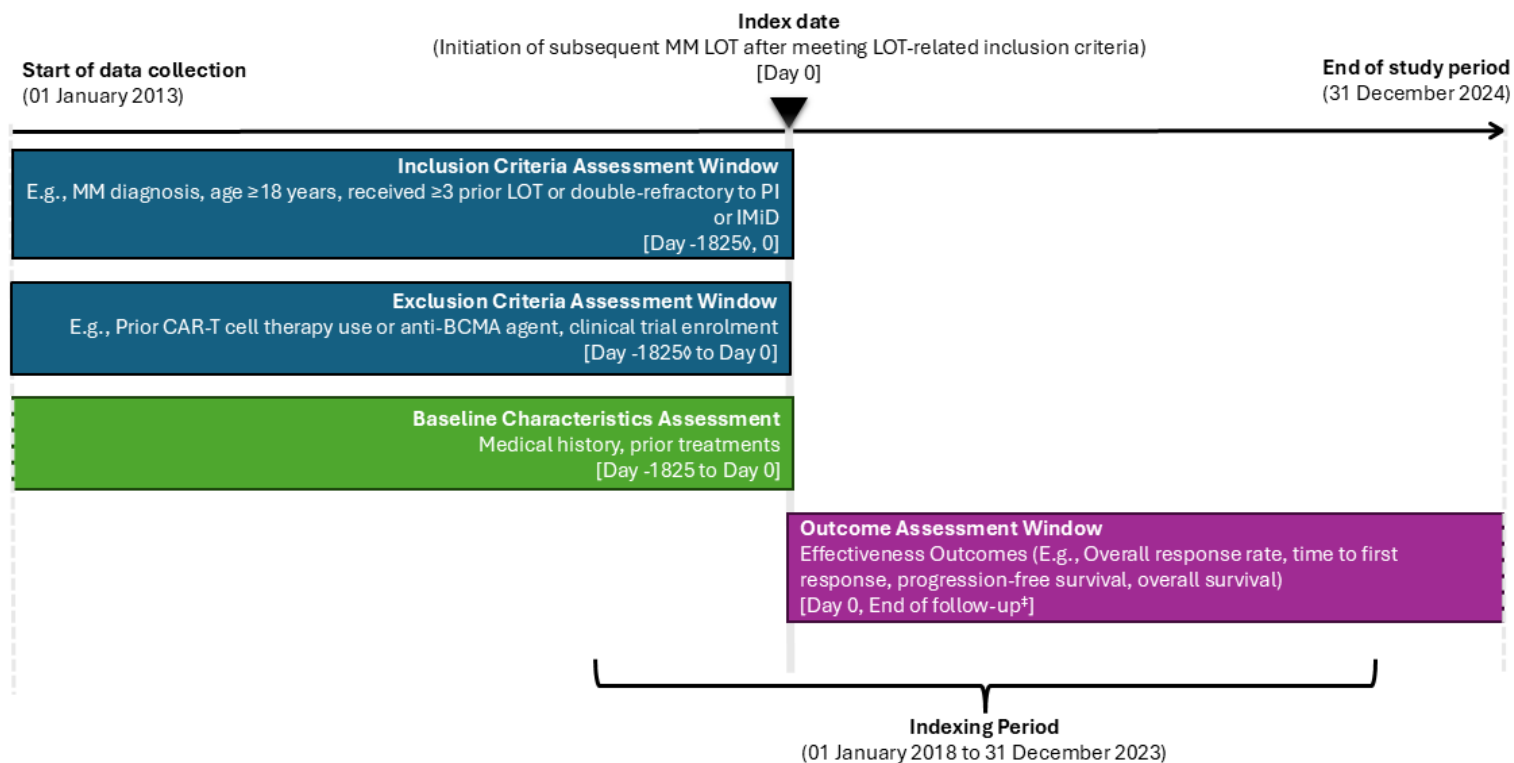 Index date
(Initiation of subsequent MM LOT after meeting LOT-related inclusion criteria)
[Day 0]
Start of data collection
(01 January 2013)
End of study period
(31 December 2024)
Inclusion Criteria Assessment Window
E.g., MM diagnosis, age ≥18 years, received ≥3 prior LOT or double-refractory to PI
or IMiD
[Day -1825◊, 0]
Exclusion Criteria Assessment Window
E.g., Prior CAR-T cell therapy use or anti-BCMA agent, clinical trial enrolment
[Day -1825◊ to Day 0]
Baseline Characteristics Assessment
Medical history, prior treatments
[Day -1825 to Day 0]
Outcome Assessment Window
Effectiveness Outcomes (E.g., Overall response rate, time to first
response, progression-free survival, overall survival)
[Day 0, End of follow-up‡]
Indexing Period
(01 January 2018 to 31 December 2023)